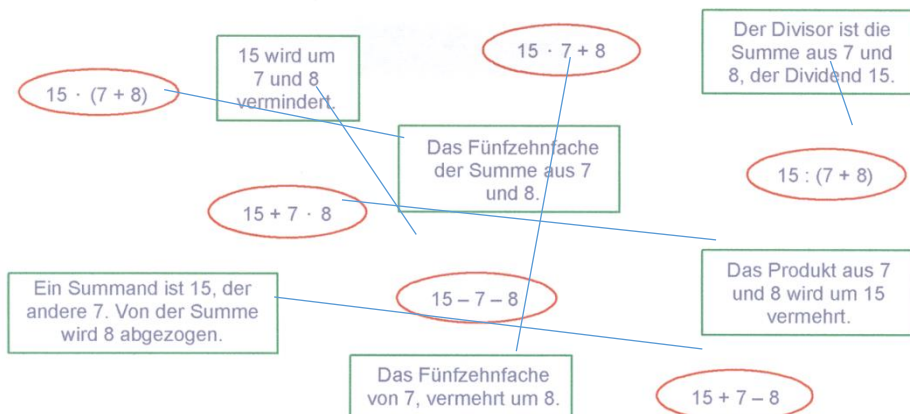 15 wird um
7 und 8
vermindert.
15 · 7 + 8
Der Divisor ist die
Summe aus 7 und
8, der Dividend 15.
15 · (7 + 8)
Das Fünfzehnfache
der Summe aus 7
und 8.
15 : (7 + 8)
15 + 7 · 8
Ein Summand ist 15, der
andere 7. Von der Summe
wird 8 abgezogen.
15 – 7 – 8
Das Produkt aus 7
und 8 wird um 15
vermehrt.
Das Fünfzehnfache
von 7, vermehrt um 8.
15 + 7 – 8